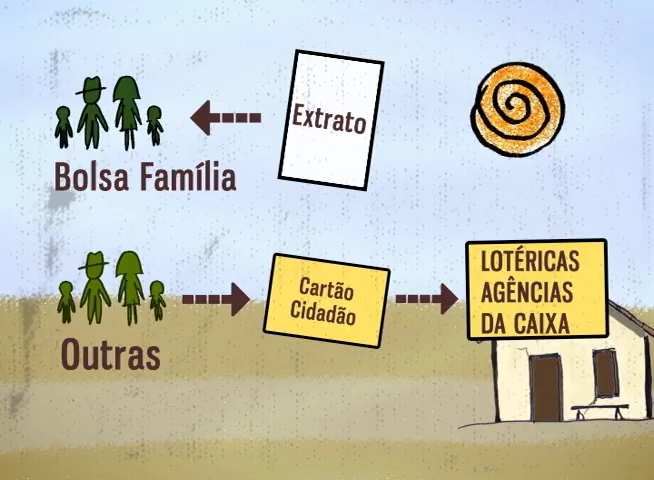 Extrato
Bolsa Família
Cartão
Cidadão
LOTÉRICAS
AGÊNCIAS
DA CAIXA
Outras